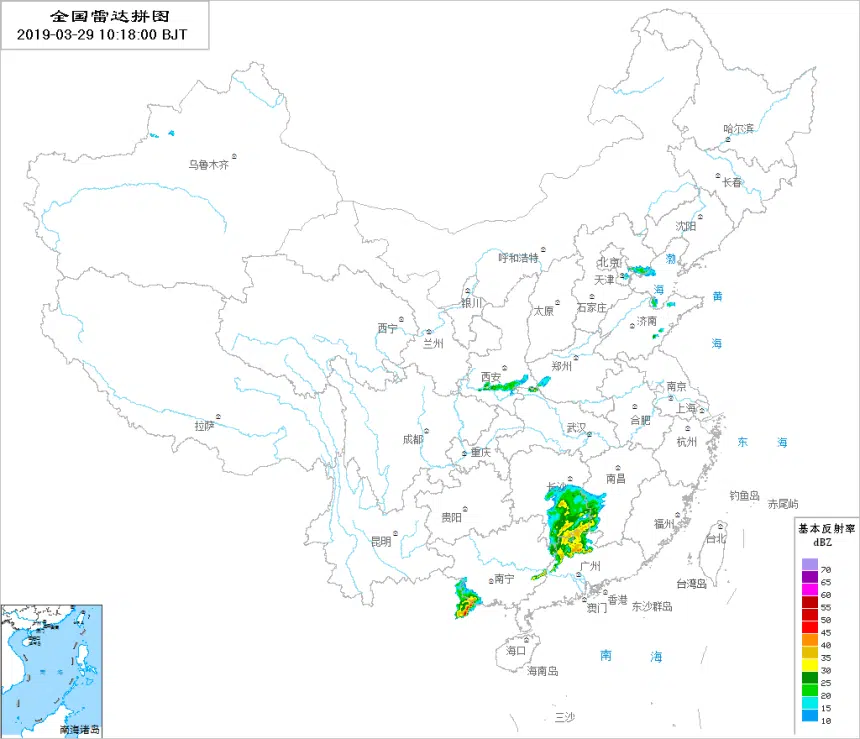 全国雷达拼图
2019-03-29 10:18:00 BJT
哈尔滨
乌鲁木齐
长春
沈阳
呼和浩特
北京
渤
天津
海
黄
银川
石家庄
太原
济南
西宁
海
兰州
郑州
西安
南京
上海
合肥
拉萨
武汉
成都
杭州
东
海
重庆
南昌
长沙
钓鱼岛
赤尾屿
贵阳
福州
基本反射率
dBZ
昆明
台北
广州
70
南宁
65
台湾岛
60
香港
东沙群岛
澳门
55
50
45
40
海口
南
海
35
海南岛
30
25
20
15
三沙
10
南海诸岛